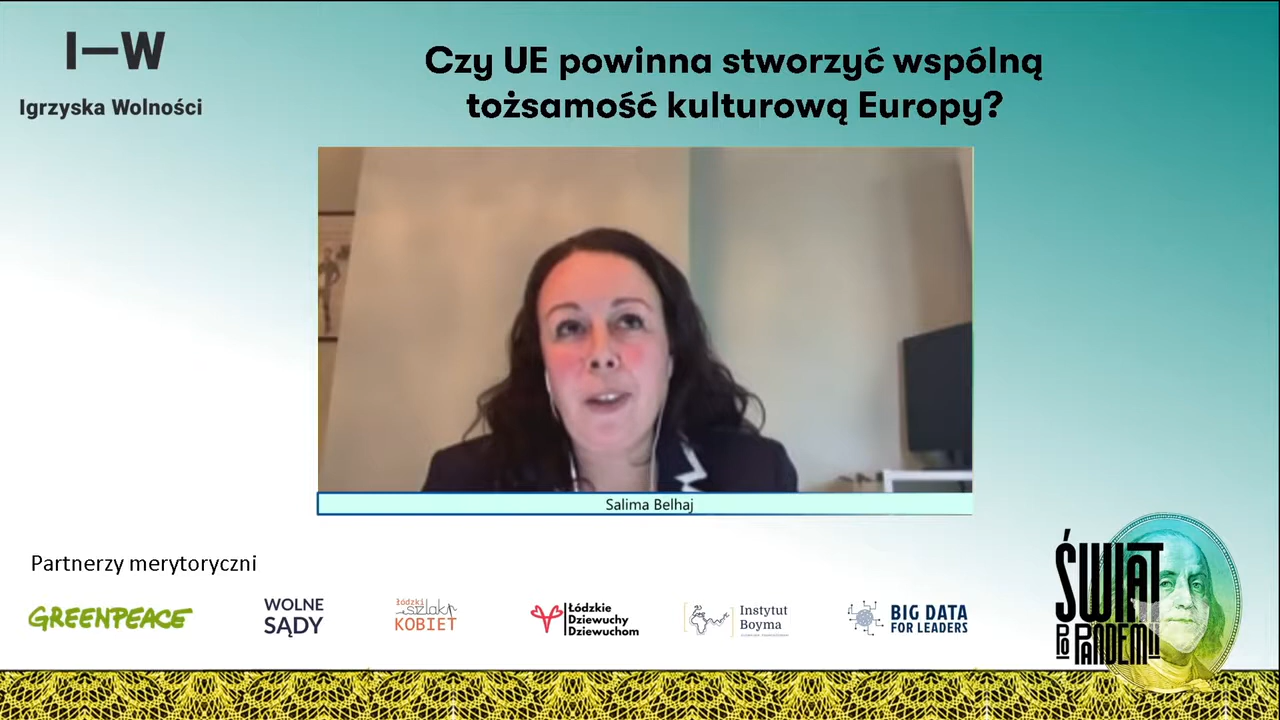 I—W
Igrzyska Wolności
Czy UE powinna stworzyć wspólną
tożsamość kulturową Europy?
Salima Belhaj
Partnerzy merytoryczni
GREENPEACE
WOLNE
SĄDY
łódzki
szlak
KOBIET
Łódzkie
Dziewuchy
Dziewuchom
Instytut
Boyma
BIG DATA
FOR LEADERS
ŚWIAT
PO PANDEMII